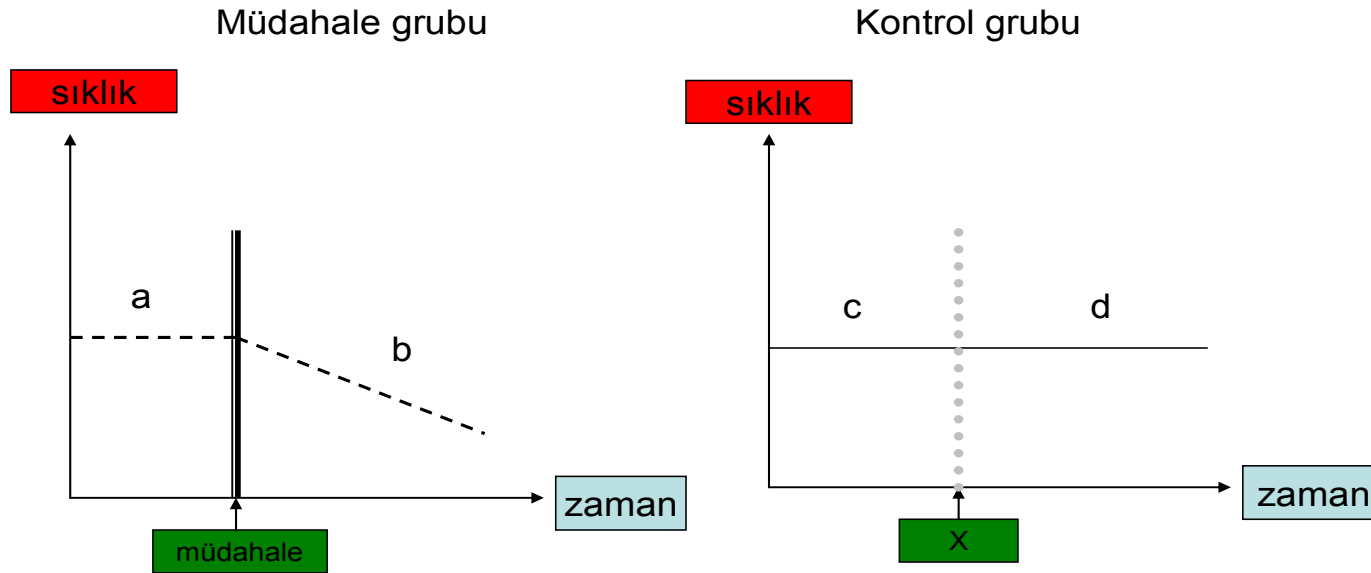 Müdahale grubu
Kontrol grubu
sıklık
sıklık
a
b
c
d
zaman
zaman
müdahale
X